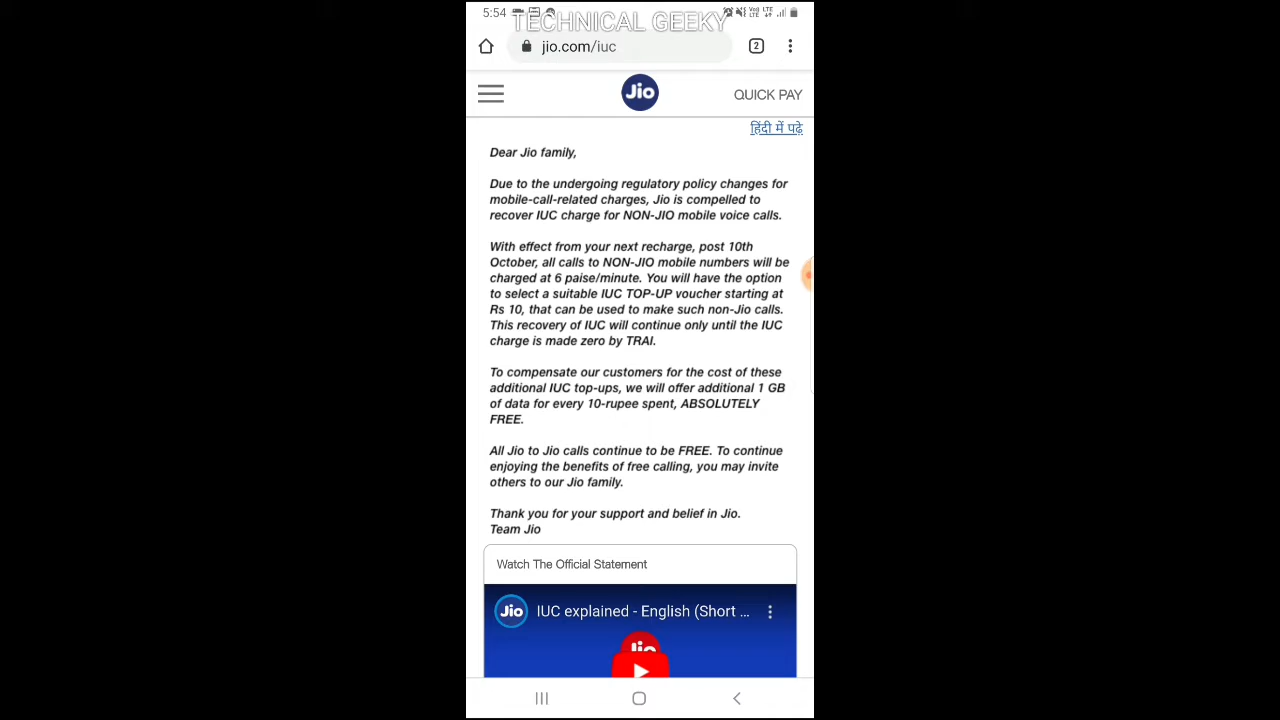 5:54
TECHNICAL GEEKY
jio.com/iuc
2
Jio
QUICK PAY
हिंदी में पढ़े
Dear Jio family,
Due to the undergoing regulatory policy changes for
mobile-call-related charges, Jio is compelled to
recover IUC charge for NON-JIO mobile voice calls.
With effect from your next recharge, post 10th
October, all calls to NON-JIO mobile numbers will be
charged at 6 paise/minute. You will have the option
to select a suitable IUC TOP-UP voucher starting at
Rs 10, that can be used to make such non-Jio calls.
This recovery of IUC will continue only until the IUC
charge is made zero by TRAI.
To compensate our customers for the cost of these
additional IUC top-ups, we will offer additional 1 GB
of data for every 10-rupee spent, ABSOLUTELY
FREE.
All Jio to Jio calls continue to be FREE. To continue
enjoying the benefits of free calling, you may invite
others to our Jio family.
Thank you for your support and belief in Jio.
Team Jio
Watch The Official Statement
Jio
IUC explained - English (Short ...
Jio